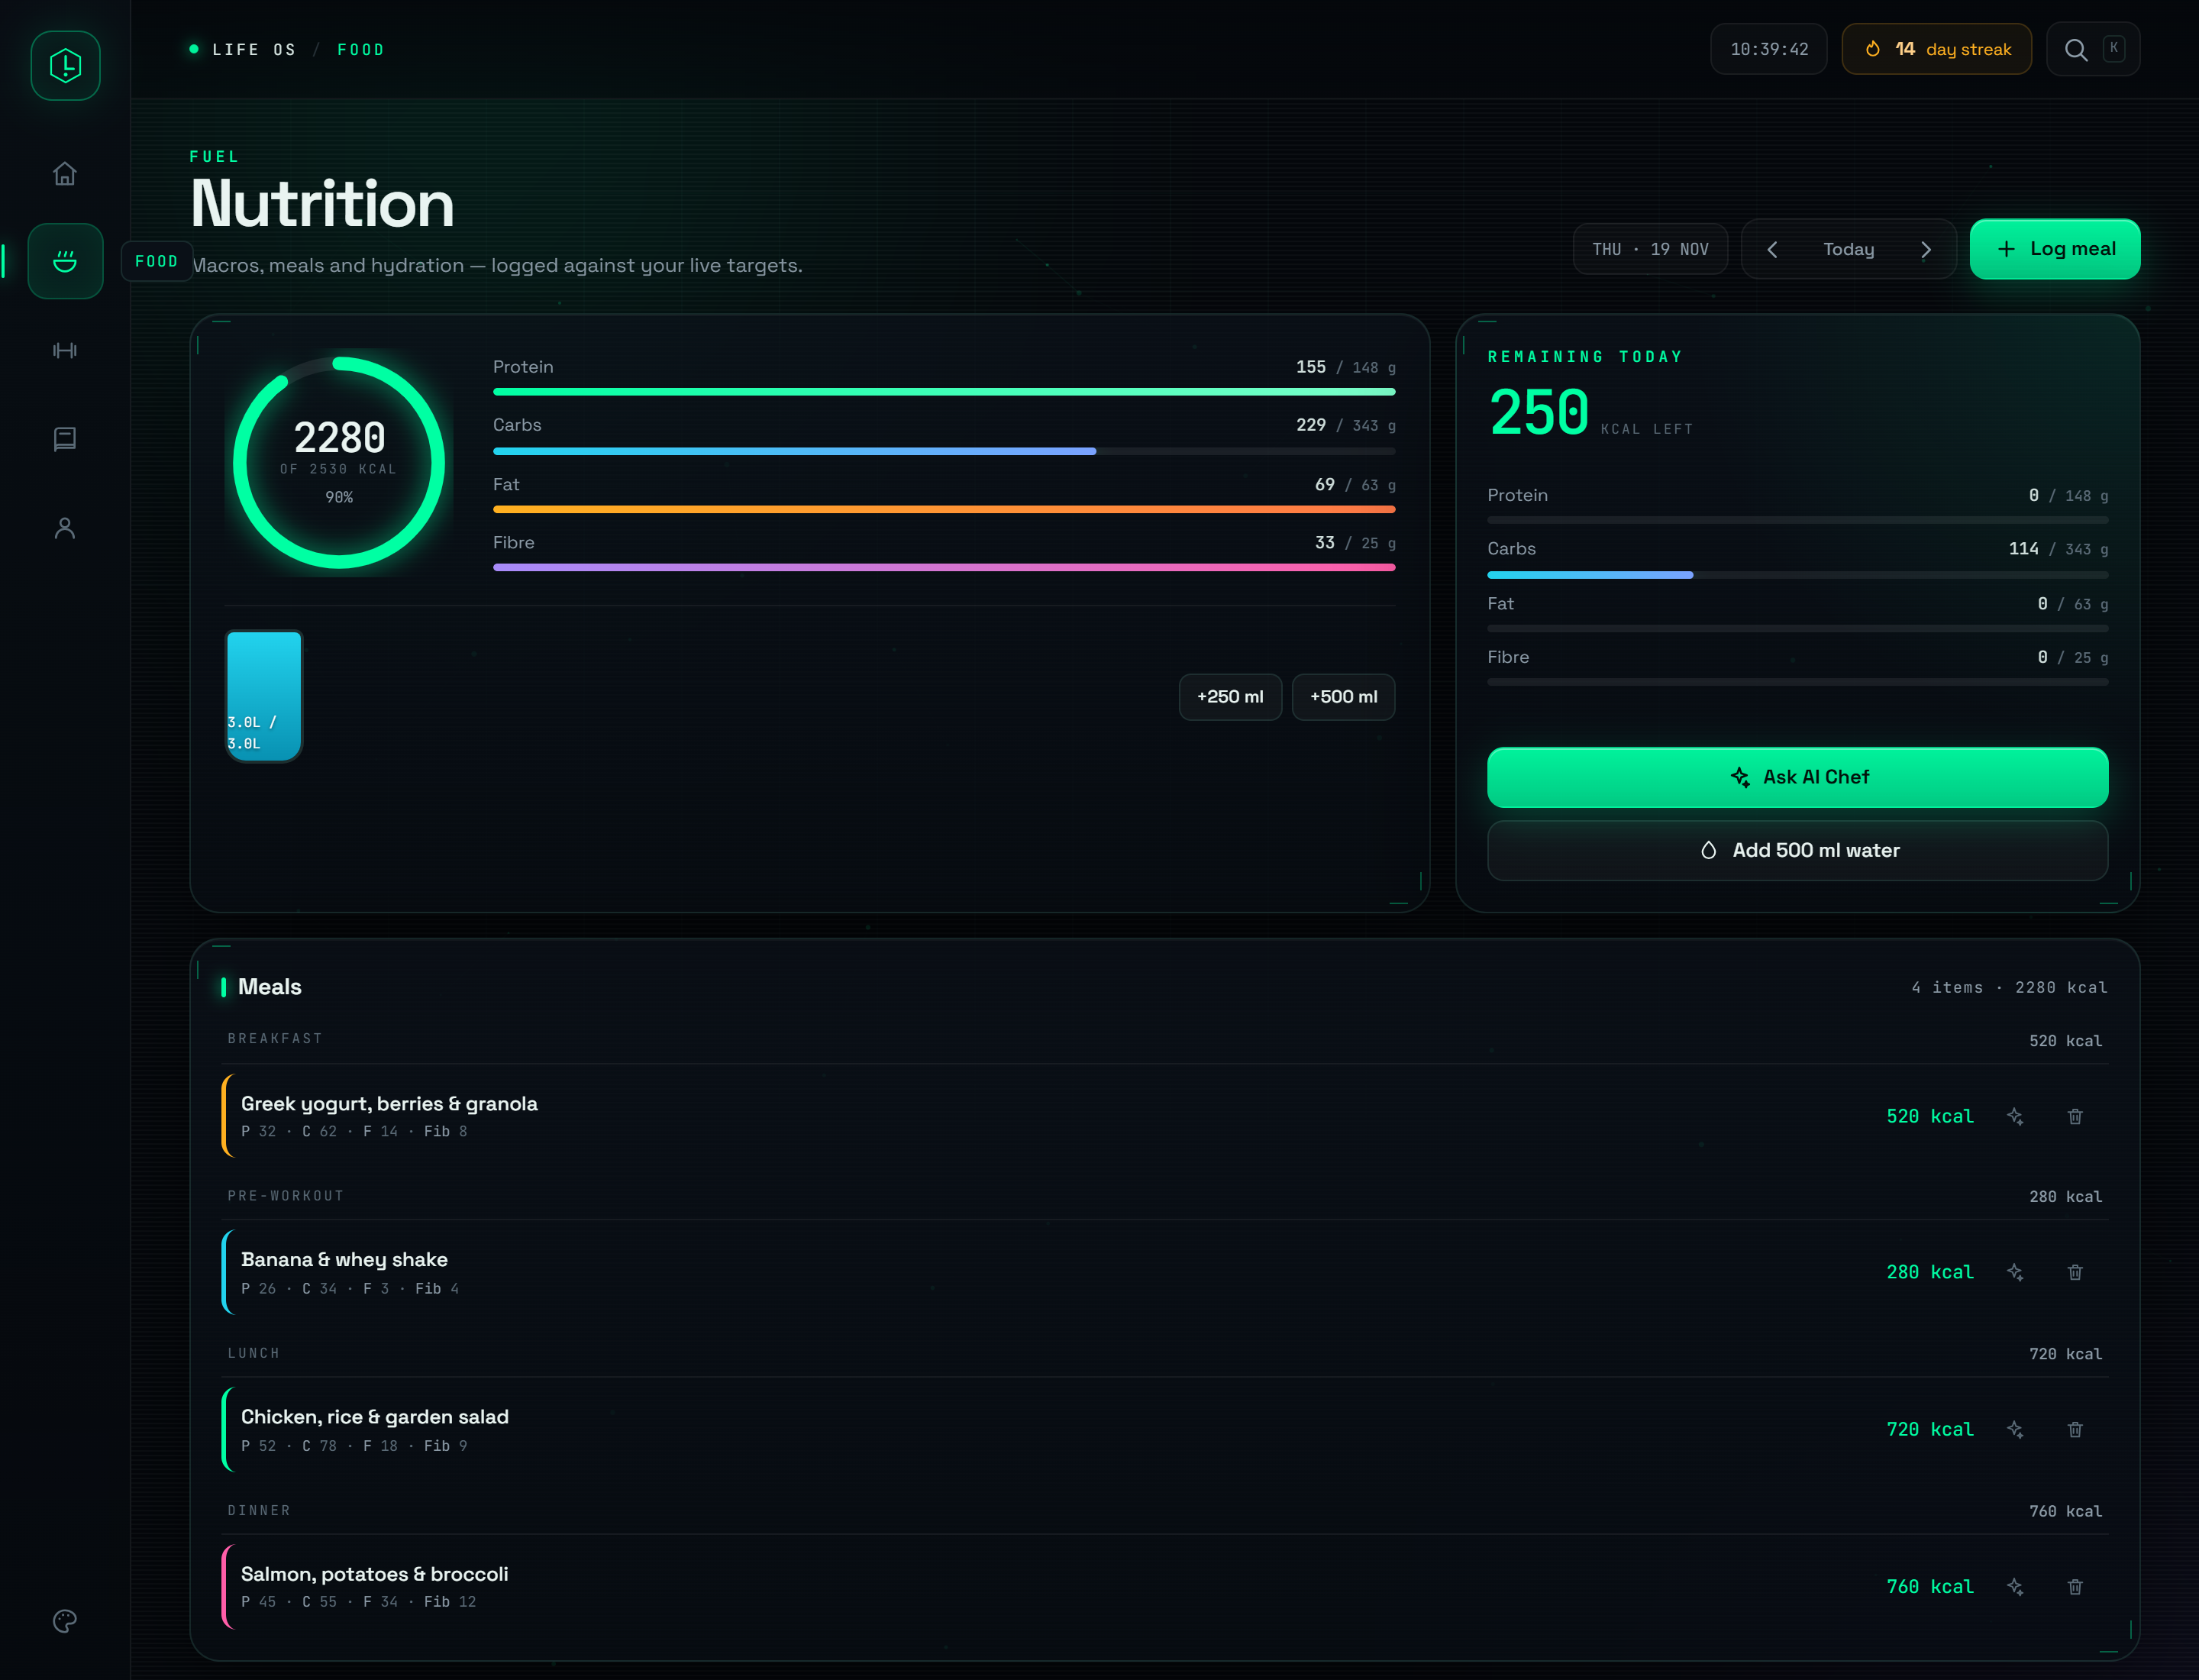 LIFE OS / FOOD
10:39:42
14 day streak
K
FUEL
Nutrition
FOOD
Macros, meals and hydration — logged against your live targets.
THU · 19 NOV
Today
Log meal
2280
OF 2530 KCAL
90%
Protein 155 / 148 g
Carbs 229 / 343 g
Fat 69 / 63 g
Fibre 33 / 25 g
3.0L /
3.0L
+250 ml
+500 ml
REMAINING TODAY
250 KCAL LEFT
Protein 0 / 148 g
Carbs 114 / 343 g
Fat 0 / 63 g
Fibre 0 / 25 g
Ask AI Chef
Add 500 ml water
Meals
4 items · 2280 kcal
BREAKFAST 520 kcal
Greek yogurt, berries & granola
P 32 · C 62 · F 14 · Fib 8
520 kcal
PRE-WORKOUT 280 kcal
Banana & whey shake
P 26 · C 34 · F 3 · Fib 4
280 kcal
LUNCH 720 kcal
Chicken, rice & garden salad
P 52 · C 78 · F 18 · Fib 9
720 kcal
DINNER 760 kcal
Salmon, potatoes & broccoli
P 45 · C 55 · F 34 · Fib 12
760 kcal